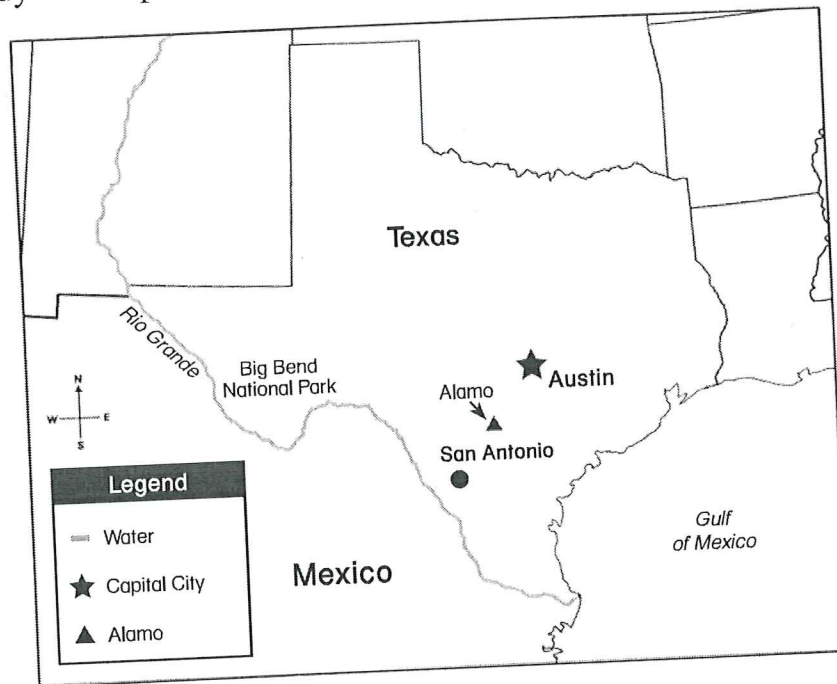 Texas
Rio Grande
Big Bend
National Park
Austin
Alamo
San Antonio
N
W
E
S
Legend
Water
Capital City
Alamo
Mexico
Gulf
of Mexico